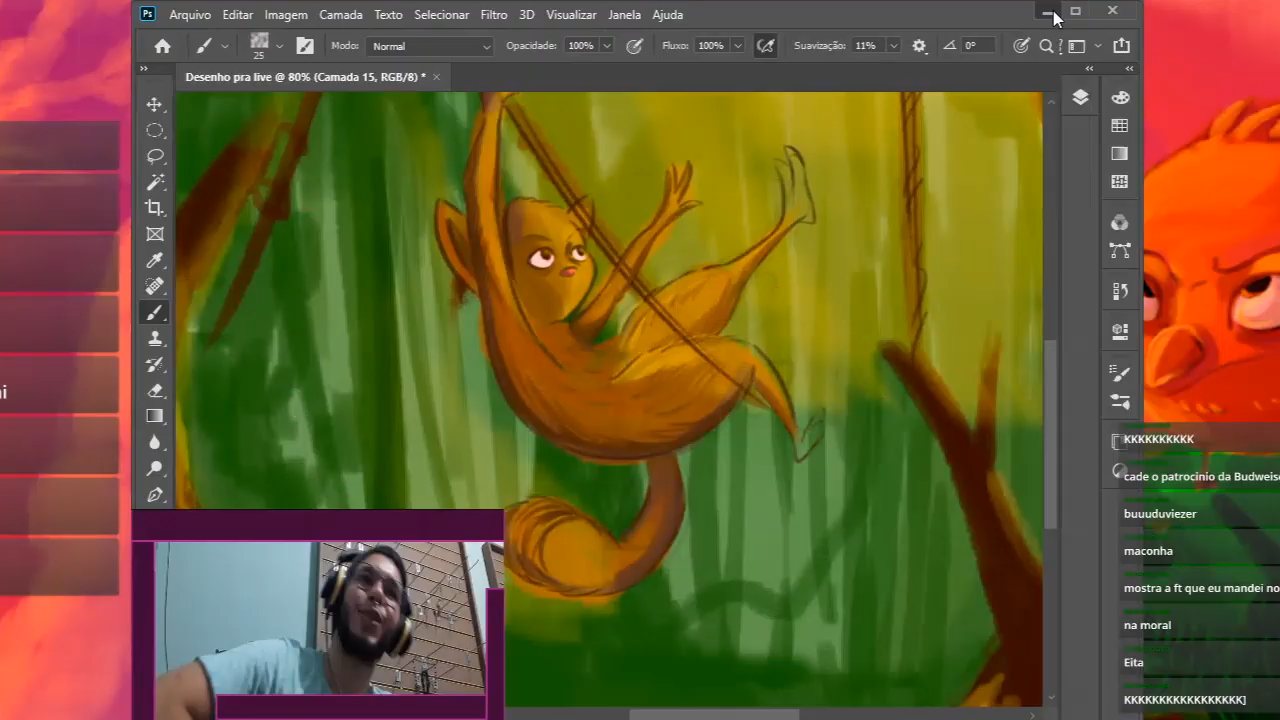 Ps Arquivo Editar Imagem Camada Texto Selecionar Filtro 3D Visualizar Janela Ajuda
25 Modo: Normal Opacidade: 100% Fluxo: 100% Suavização: 11% 0°
Desenho pra live @ 80% (Camada 15, RGB/8) *
KKKKKKKKKK
cade o patrocinio da Budweise
buuuduviezer
maconha
mostra a ft que eu mandei no
na moral
Eita
KKKKKKKKKKKKKKKKK]